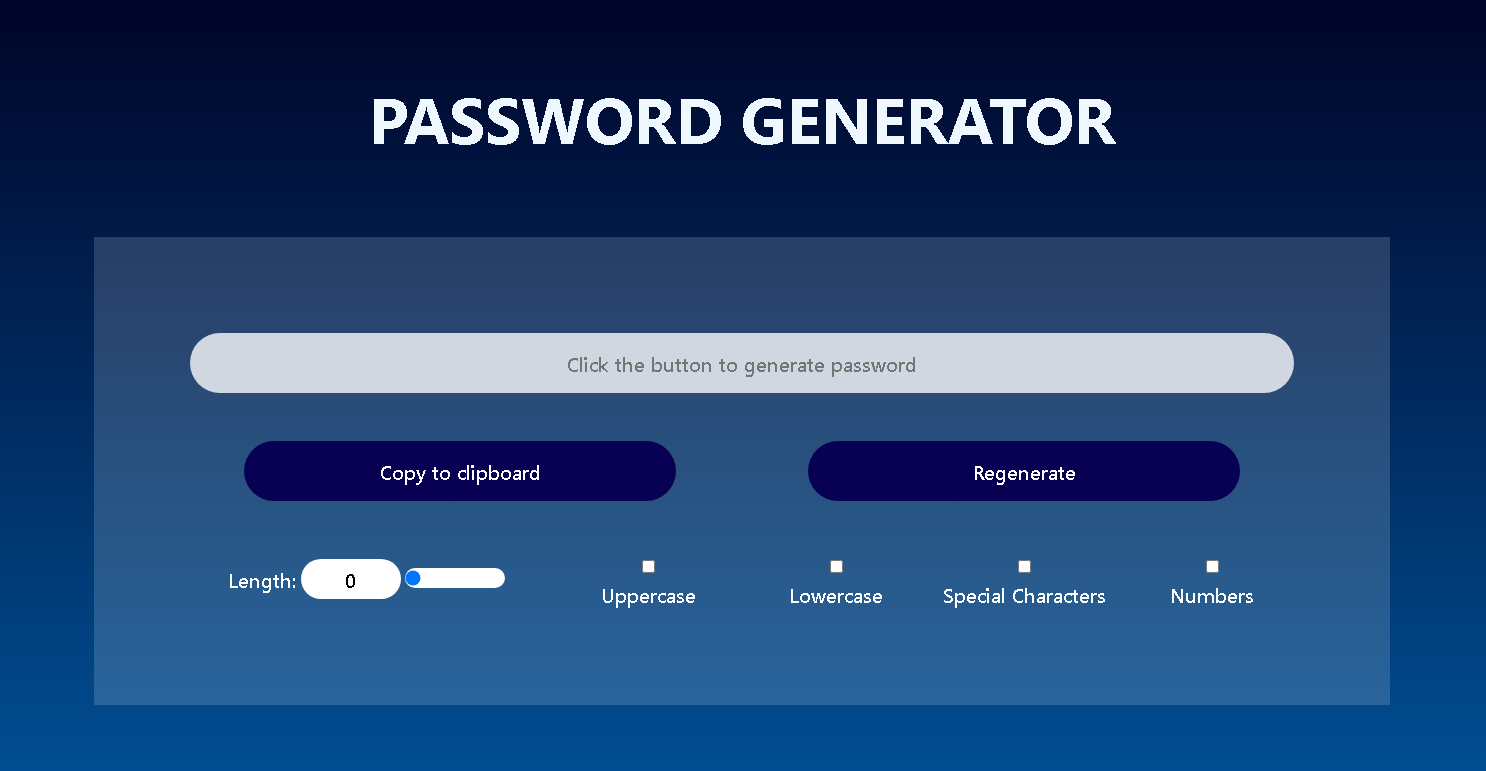 PASSWORD GENERATOR
Click the button to generate password
Copy to clipboard
Regenerate
Length: 0
Uppercase
Lowercase
Special Characters
Numbers